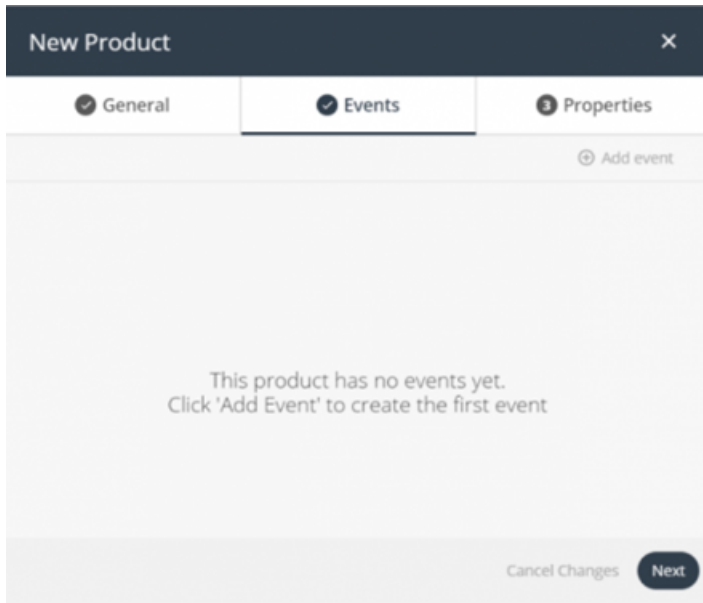 New Product
General
Events
3 Properties
Add event
This product has no events yet.
Click 'Add Event' to create the first event
Cancel Changes
Next